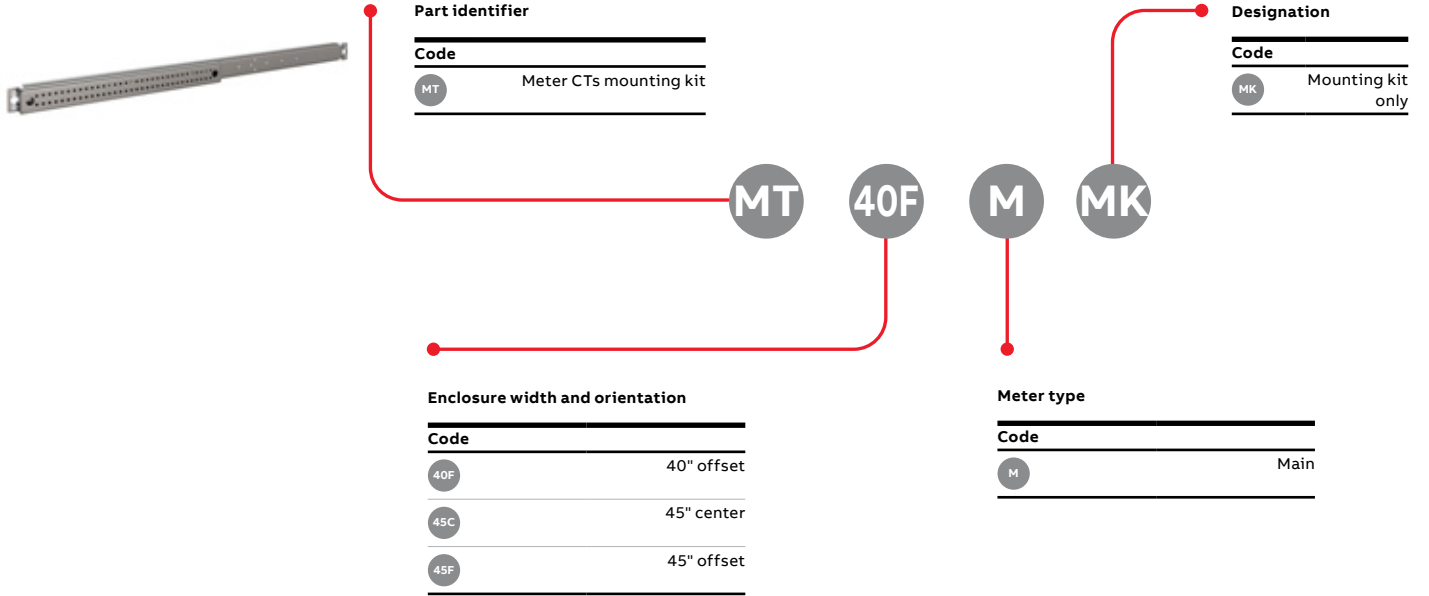 Part identifier
Code
MT
Meter CTs mounting kit
Designation
Code
MK
Mounting kit
only
MT 40F M MK
Enclosure width and orientation
Code
40F
40" offset
45C
45" center
45F
45" offset
Meter type
Code
M
Main